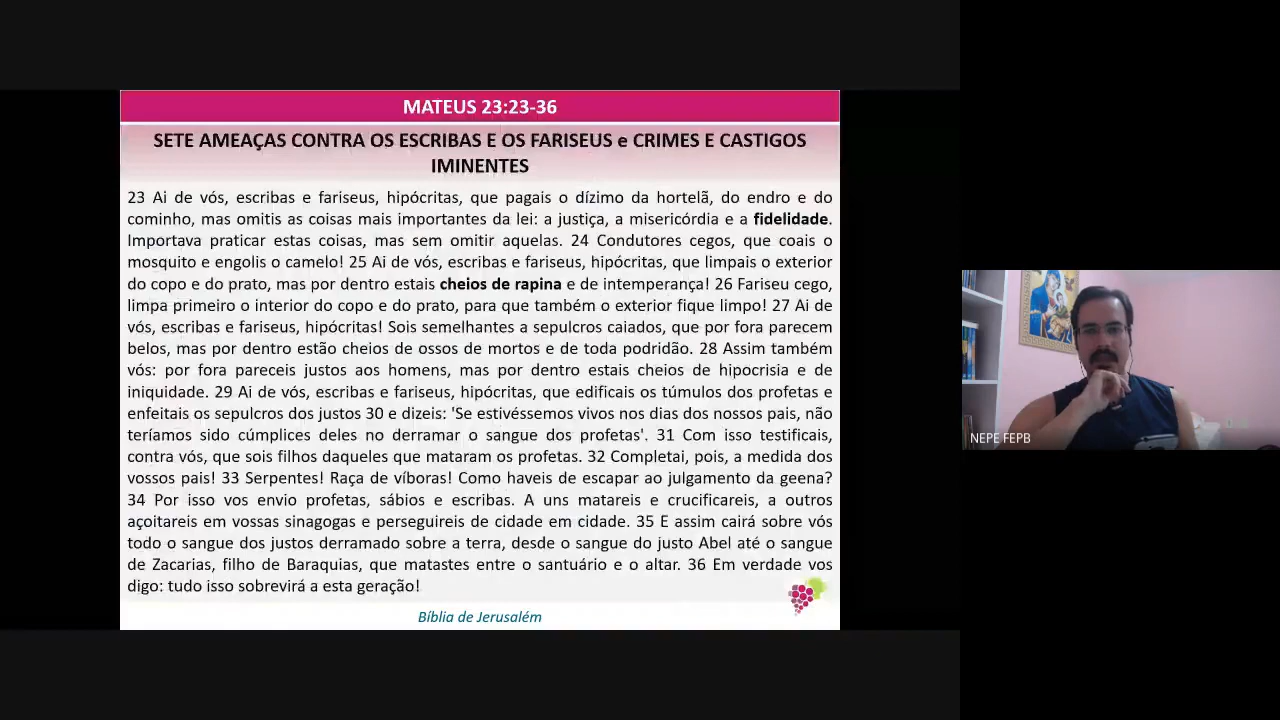 MATEUS 23:23-36
SETE AMEAÇAS CONTRA OS ESCRIBAS E OS FARISEUS e CRIMES E CASTIGOS
IMINENTES
23 Ai de vós, escribas e fariseus, hipócritas, que pagais o dízimo da hortelã, do endro e do
cominho, mas omitis as coisas mais importantes da lei: a justiça, a misericórdia e a fidelidade.
Importava praticar estas coisas, mas sem omitir aquelas. 24 Condutores cegos, que coais o
mosquito e engolis o camelo! 25 Ai de vós, escribas e fariseus, hipócritas, que limpais o exterior
do copo e do prato, mas por dentro estais cheios de rapina e de intemperança! 26 Fariseu cego,
limpa primeiro o interior do copo e do prato, para que também o exterior fique limpo! 27 Ai de
vós, escribas e fariseus, hipócritas! Sois semelhantes a sepulcros caiados, que por fora parecem
belos, mas por dentro estão cheios de ossos de mortos e de toda podridão. 28 Assim também
vós: por fora pareceis justos aos homens, mas por dentro estais cheios de hipocrisia e de
iniquidade. 29 Ai de vós, escribas e fariseus, hipócritas, que edificais os túmulos dos profetas e
enfeitais os sepulcros dos justos 30 e dizeis: 'Se estivéssemos vivos nos dias dos nossos pais, não
teríamos sido cúmplices deles no derramar o sangue dos profetas'. 31 Com isso testificais,
contra vós, que sois filhos daqueles que mataram os profetas. 32 Completai, pois, a medida dos
vossos pais! 33 Serpentes! Raça de víboras! Como haveis de escapar ao julgamento da geena?
34 Por isso vos envio profetas, sábios e escribas. A uns matareis e crucificareis, a outros
açoitareis em vossas sinagogas e perseguireis de cidade em cidade. 35 E assim cairá sobre vós
todo o sangue dos justos derramado sobre a terra, desde o sangue do justo Abel até o sangue
de Zacarias, filho de Baraquias, que matastes entre o santuário e o altar. 36 Em verdade vos
digo: tudo isso sobrevirá a esta geração!
Bíblia de Jerusalém
NEPE FEPB